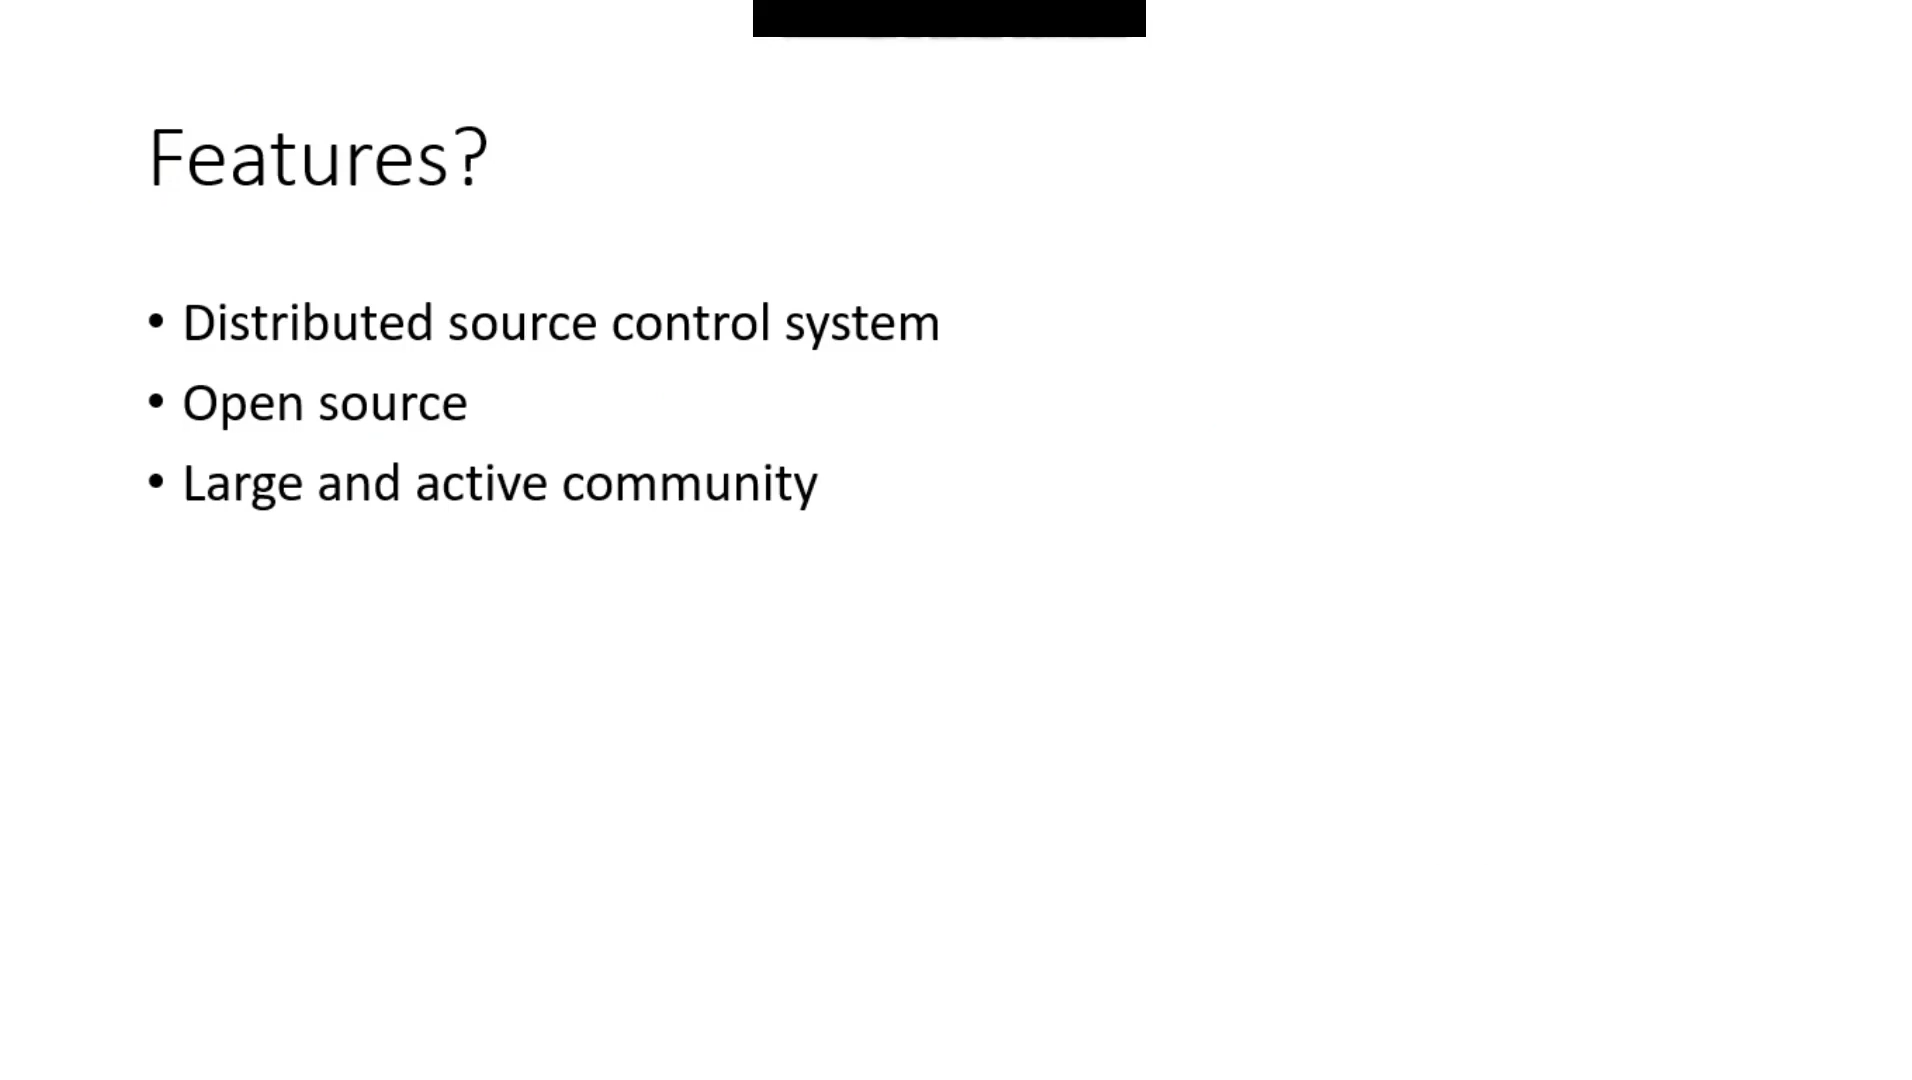 Features?
• Distributed source control system
• Open source
• Large and active community